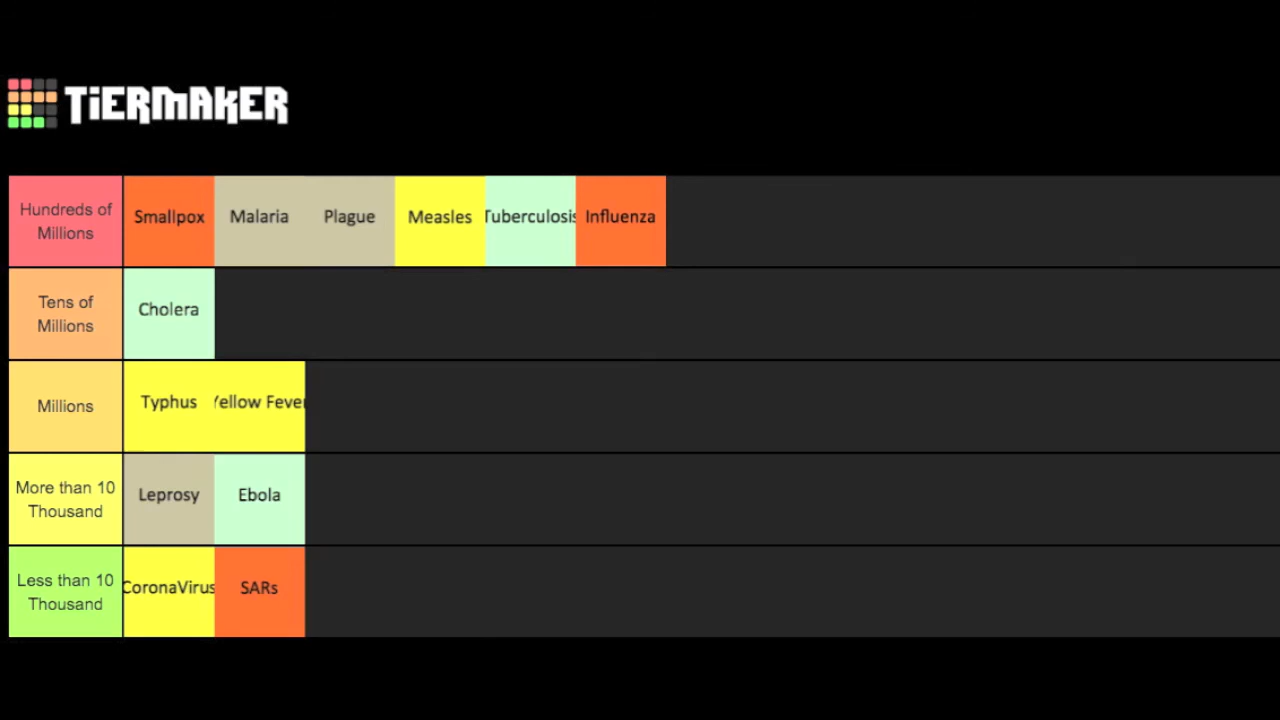 TiERMAKER
Hundreds of
Millions
Smallpox
Malaria
Plague
Measles
Tuberculosis
Influenza
Tens of
Millions
Cholera
Millions
Typhus
Yellow Fever
More than 10
Thousand
Leprosy
Ebola
Less than 10
Thousand
CoronaVirus
SARs